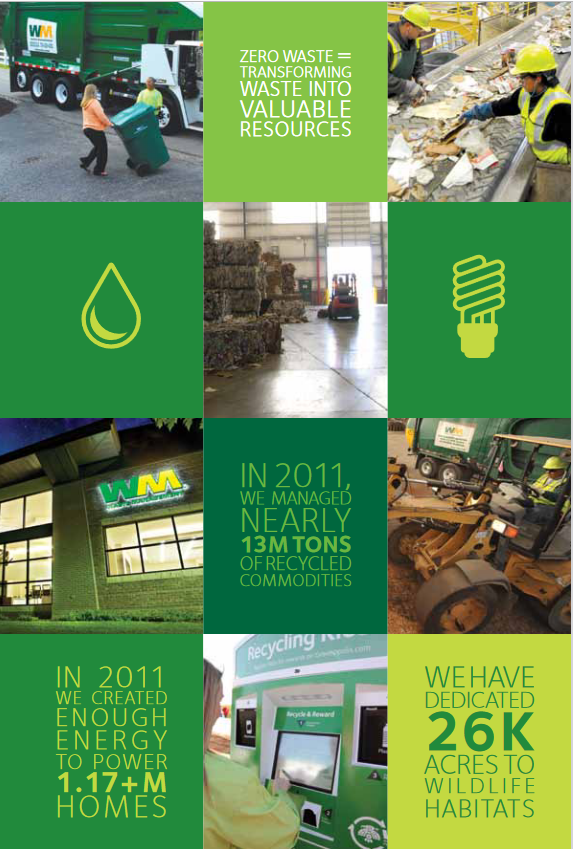 WM
ZERO WASTE =
TRANSFORMING
WASTE INTO
VALUABLE
RESOURCES
WM
IN 2011,
WE MANAGED
NEARLY
13M TONS
OF RECYCLED
COMMODITIES
WM
IN 2011
WE CREATED
ENOUGH
ENERGY
TO POWER
1.17+M
HOMES
Recycling
Recycle & Reward
WE HAVE
DEDICATED
26K
ACRES TO
WILDLIFE
HABITATS